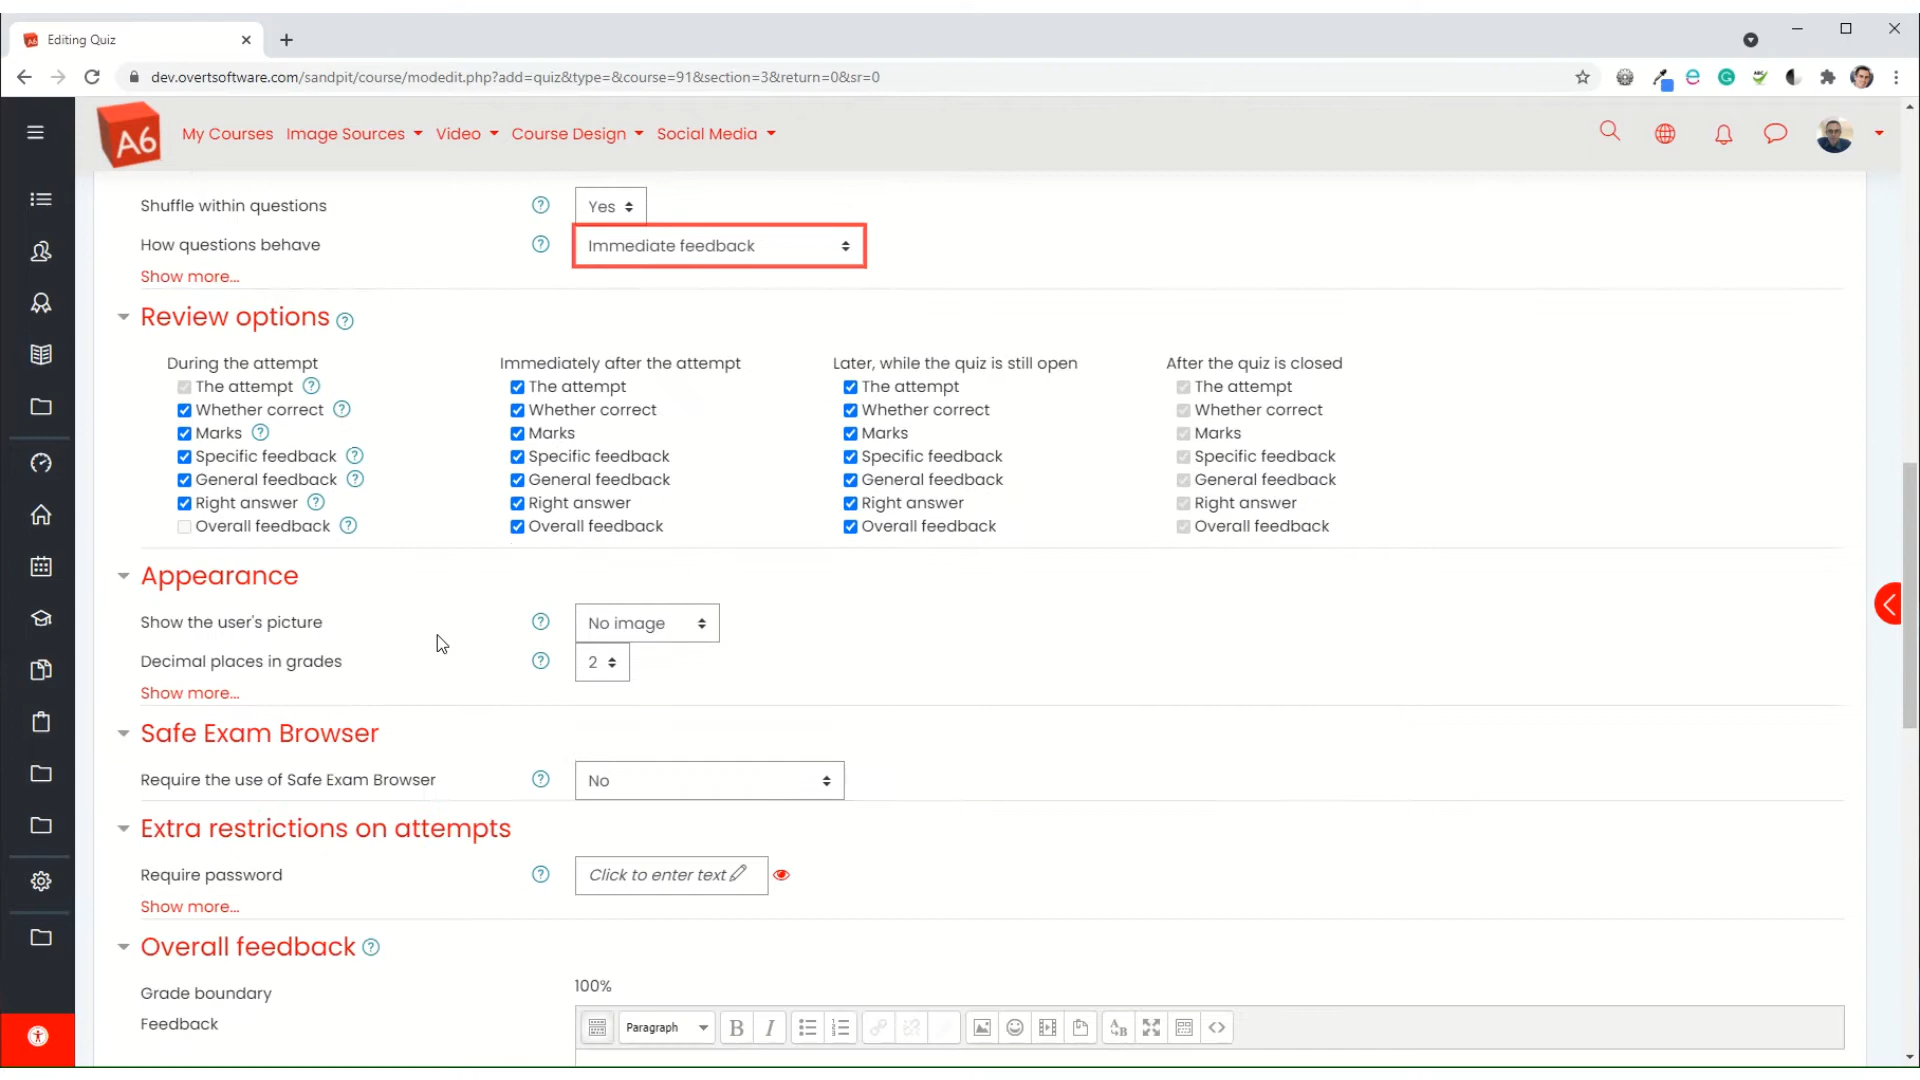 Editing Quiz
dev.overtsoftware.com/sandpit/course/modedit.php?add=quiz&type=&course=91&section=3&return=0&sr=0
A6 My Courses Image Sources Video Course Design Social Media
Shuffle within questions ? Yes
How questions behave ? Immediate feedback
Show more...
Review options ?
During the attempt Immediately after the attempt Later, while the quiz is still open After the quiz is closed
The attempt ? The attempt The attempt The attempt
Whether correct ? Whether correct Whether correct Whether correct
Marks ? Marks Marks Marks
Specific feedback ? Specific feedback Specific feedback Specific feedback
General feedback ? General feedback General feedback General feedback
Right answer ? Right answer Right answer Right answer
Overall feedback ? Overall feedback Overall feedback Overall feedback
Appearance
Show the user's picture ? No image
Decimal places in grades ? 2
Show more...
Safe Exam Browser
Require the use of Safe Exam Browser ? No
Extra restrictions on attempts
Require password ? Click to enter text
Show more...
Overall feedback ?
Grade boundary 100%
Feedback
Paragraph B I